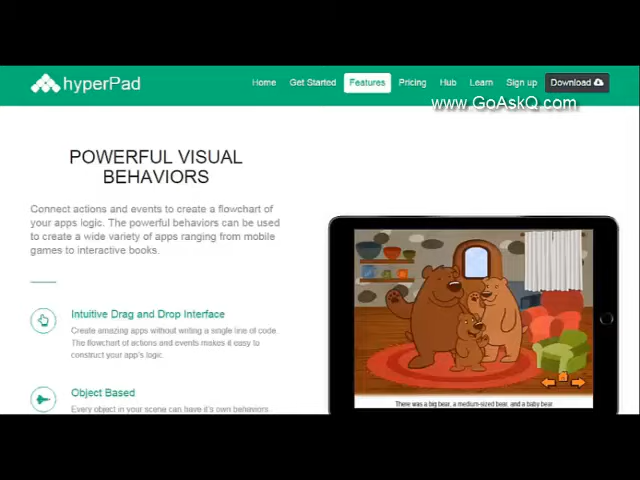 hyperPad
Home Get Started Features Pricing Hub Learn Sign up Download
www.GoAskQ.com
POWERFUL VISUAL
BEHAVIORS
Connect actions and events to create a flowchart of
your apps logic. The powerful behaviors can be used
to create a wide variety of apps ranging from mobile
games to interactive books.
Intuitive Drag and Drop Interface
Create amazing apps without writing a single line of code.
The flowchart of actions and events makes it easy to
construct your app's logic.
Object Based
Every object in your scene can have it's own behaviors
There was a big bear, a medium-sized bear, and a baby bear.